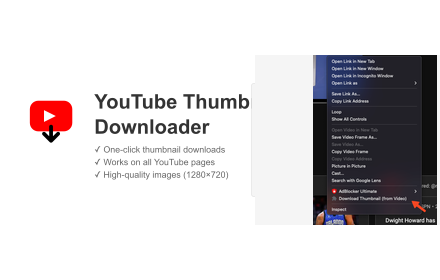 YouTube Thumb
Downloader
✓ One-click thumbnail downloads
✓ Works on all YouTube pages
✓ High-quality images (1280×720)
Open Link in New Tab
Open Link in New Window
Open Link in Incognito Window
Open Link as
Save Link As...
Copy Link Address
Loop
Show All Controls
Open Video in New Tab
Save Video Frame As...
Save Video As...
Copy Video Frame
Copy Video Address
Picture in Picture
Cast...
Search with Google Lens
AdBlocker Ultimate
Download Thumbnail (from Video)
Inspect
Dwight Howard has